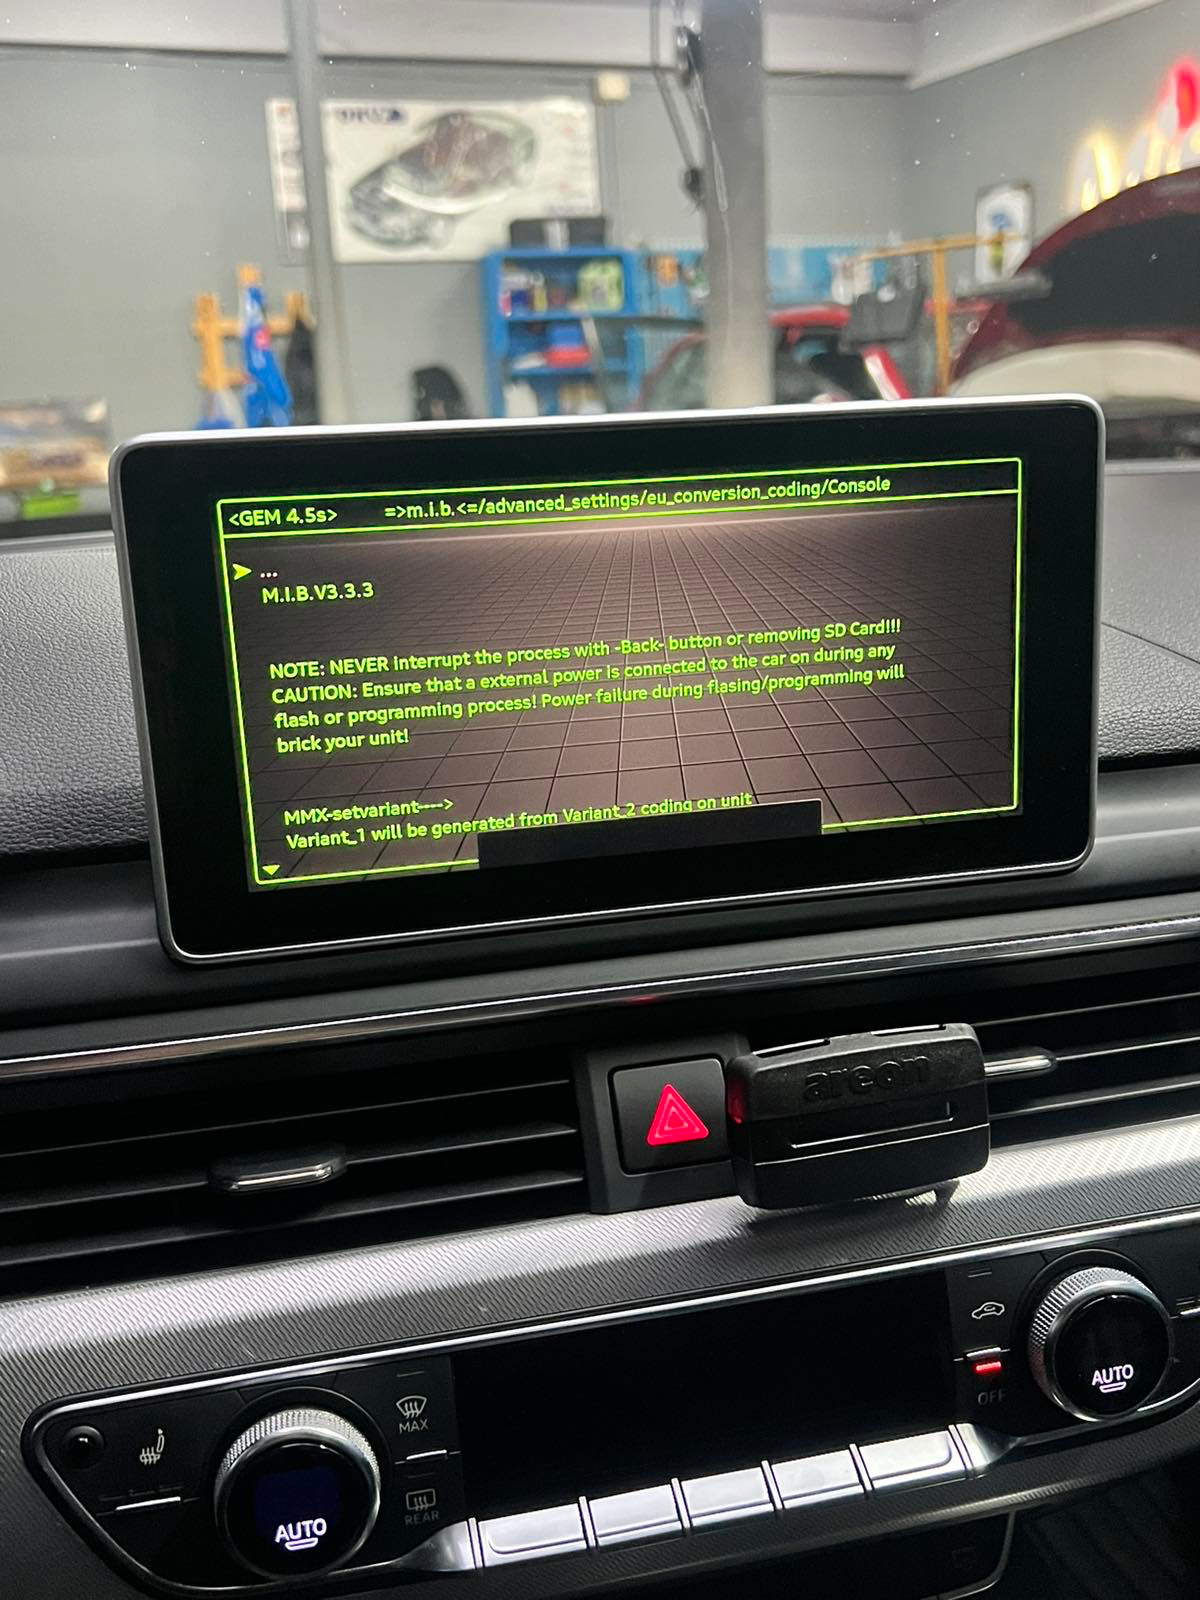 <GEM 4.5s> =>m.i.b.<=/advanced_settings/eu_conversion_coding/Console
...
M.I.B.V3.3.3
NOTE: NEVER interrupt the process with -Back- button or removing SD Card!!!
CAUTION: Ensure that a external power is connected to the car on during any
flash or programming process! Power failure during flasing/programming will
brick your unit!
MMX-setvariant---->
Variant_1 will be generated from Variant_2 coding on unit
areon
MAX
AUTO
OFF
REAR
AUTO